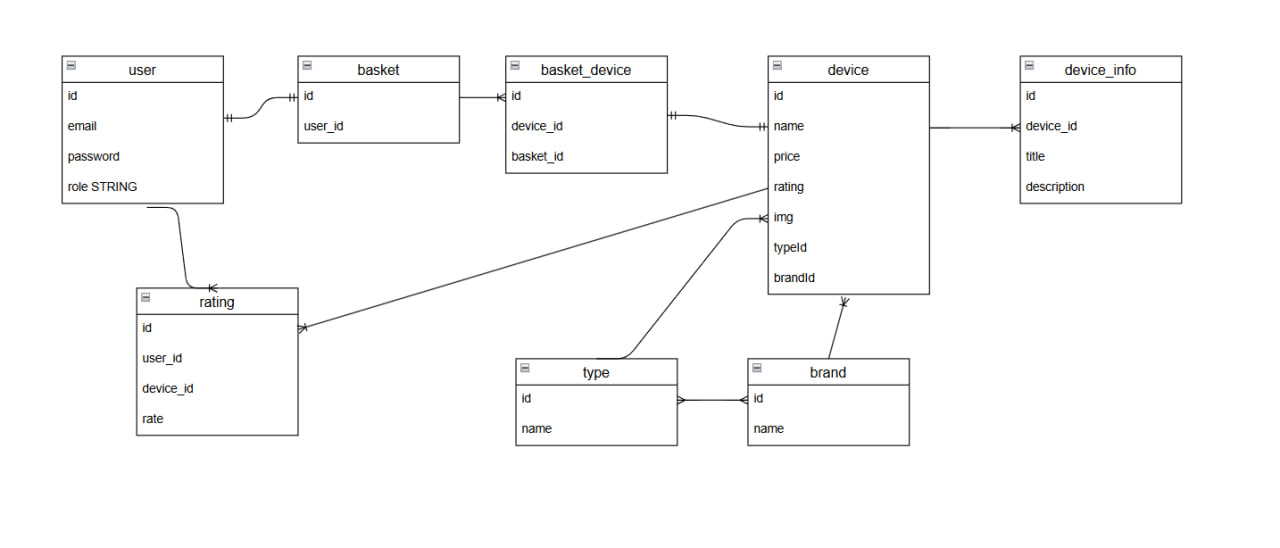 user
id
email
password
role STRING
basket
id
user_id
basket_device
id
device_id
basket_id
device
id
name
price
rating
img
typeId
brandId
device_info
id
device_id
title
description
rating
id
user_id
device_id
rate
type
id
name
brand
id
name